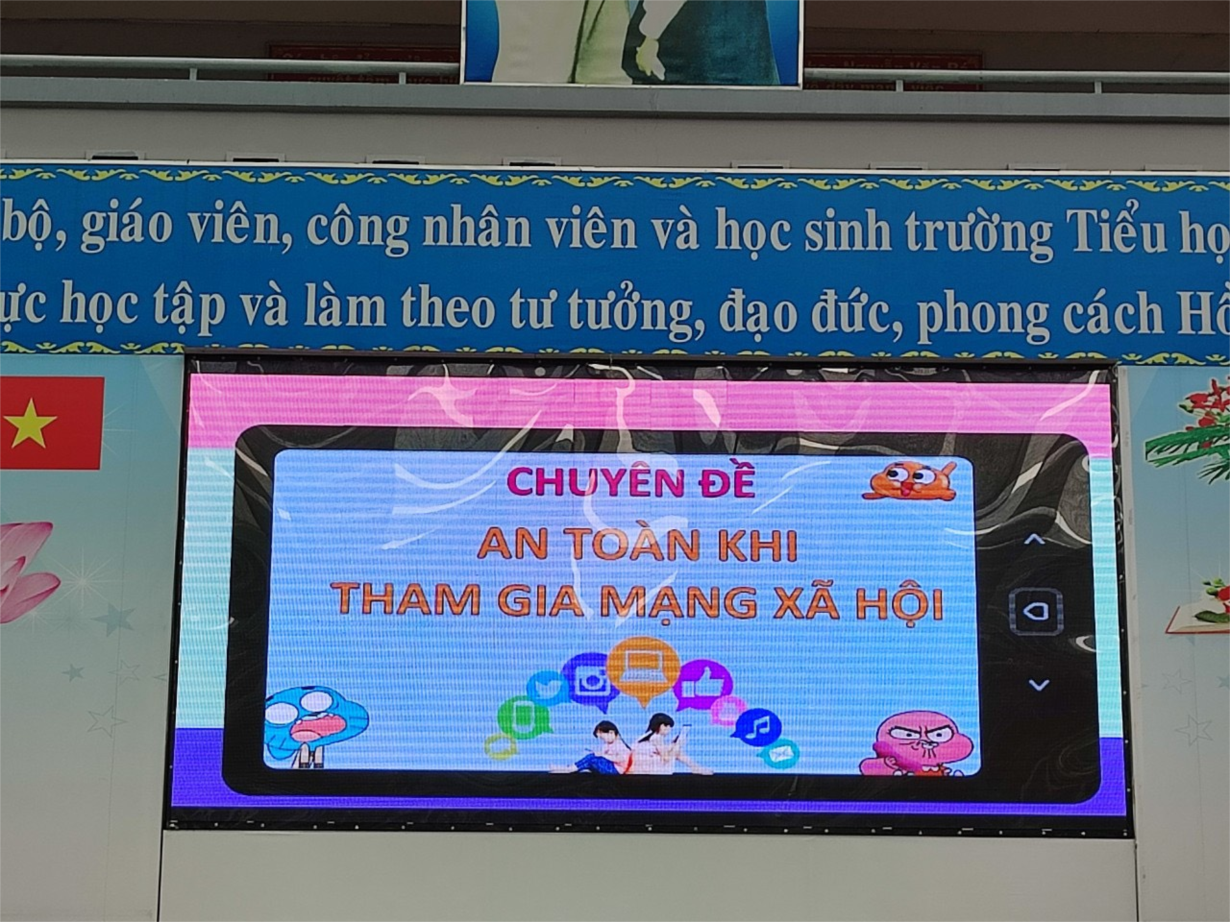 bộ, giáo viên, công nhân viên và học sinh trường Tiểu họ
ực học tập và làm theo tư tưởng, đạo đức, phong cách Hồ
CHUYÊN ĐỀ
AN TOÀN KHI
THAM GIA MẠNG XÃ HỘI